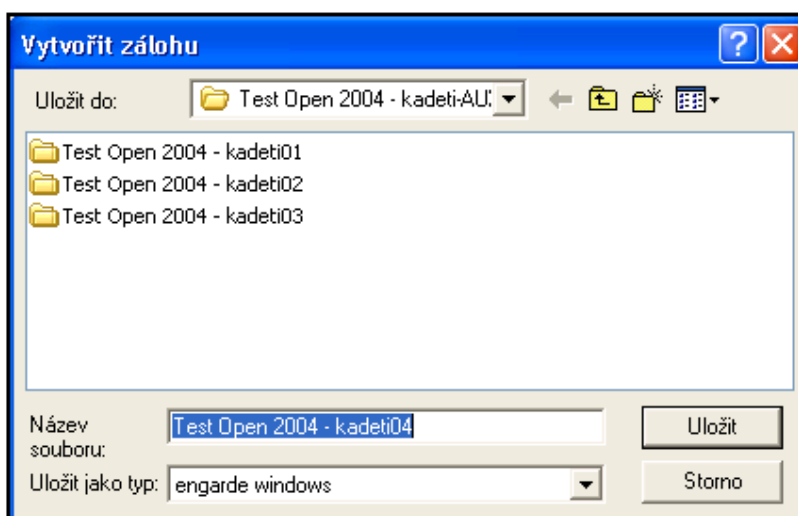 Vytvořit zálohu
Uložit do:
Test Open 2004 - kadeti-AU
Test Open 2004 - kadeti01
Test Open 2004 - kadeti02
Test Open 2004 - kadeti03
Název
souboru:
Test Open 2004 - kadeti04
Uložit
Uložit jako typ:
engarde windows
Storno